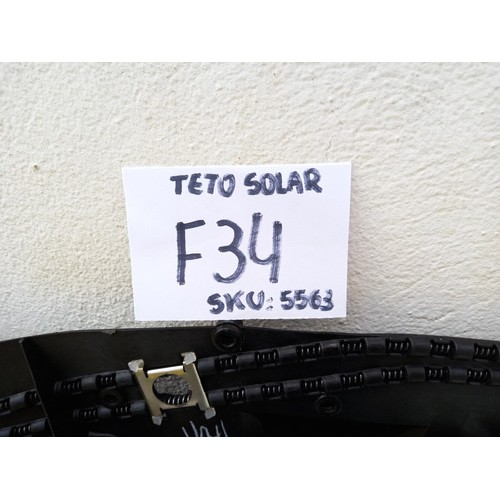 TETO SOLAR
F34
SKU: 5563